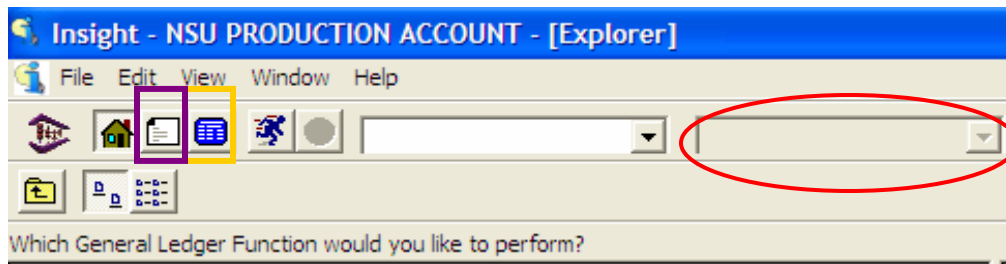 Insight - NSU PRODUCTION ACCOUNT - [Explorer]
File Edit View Window Help
Which General Ledger Function would you like to perform?